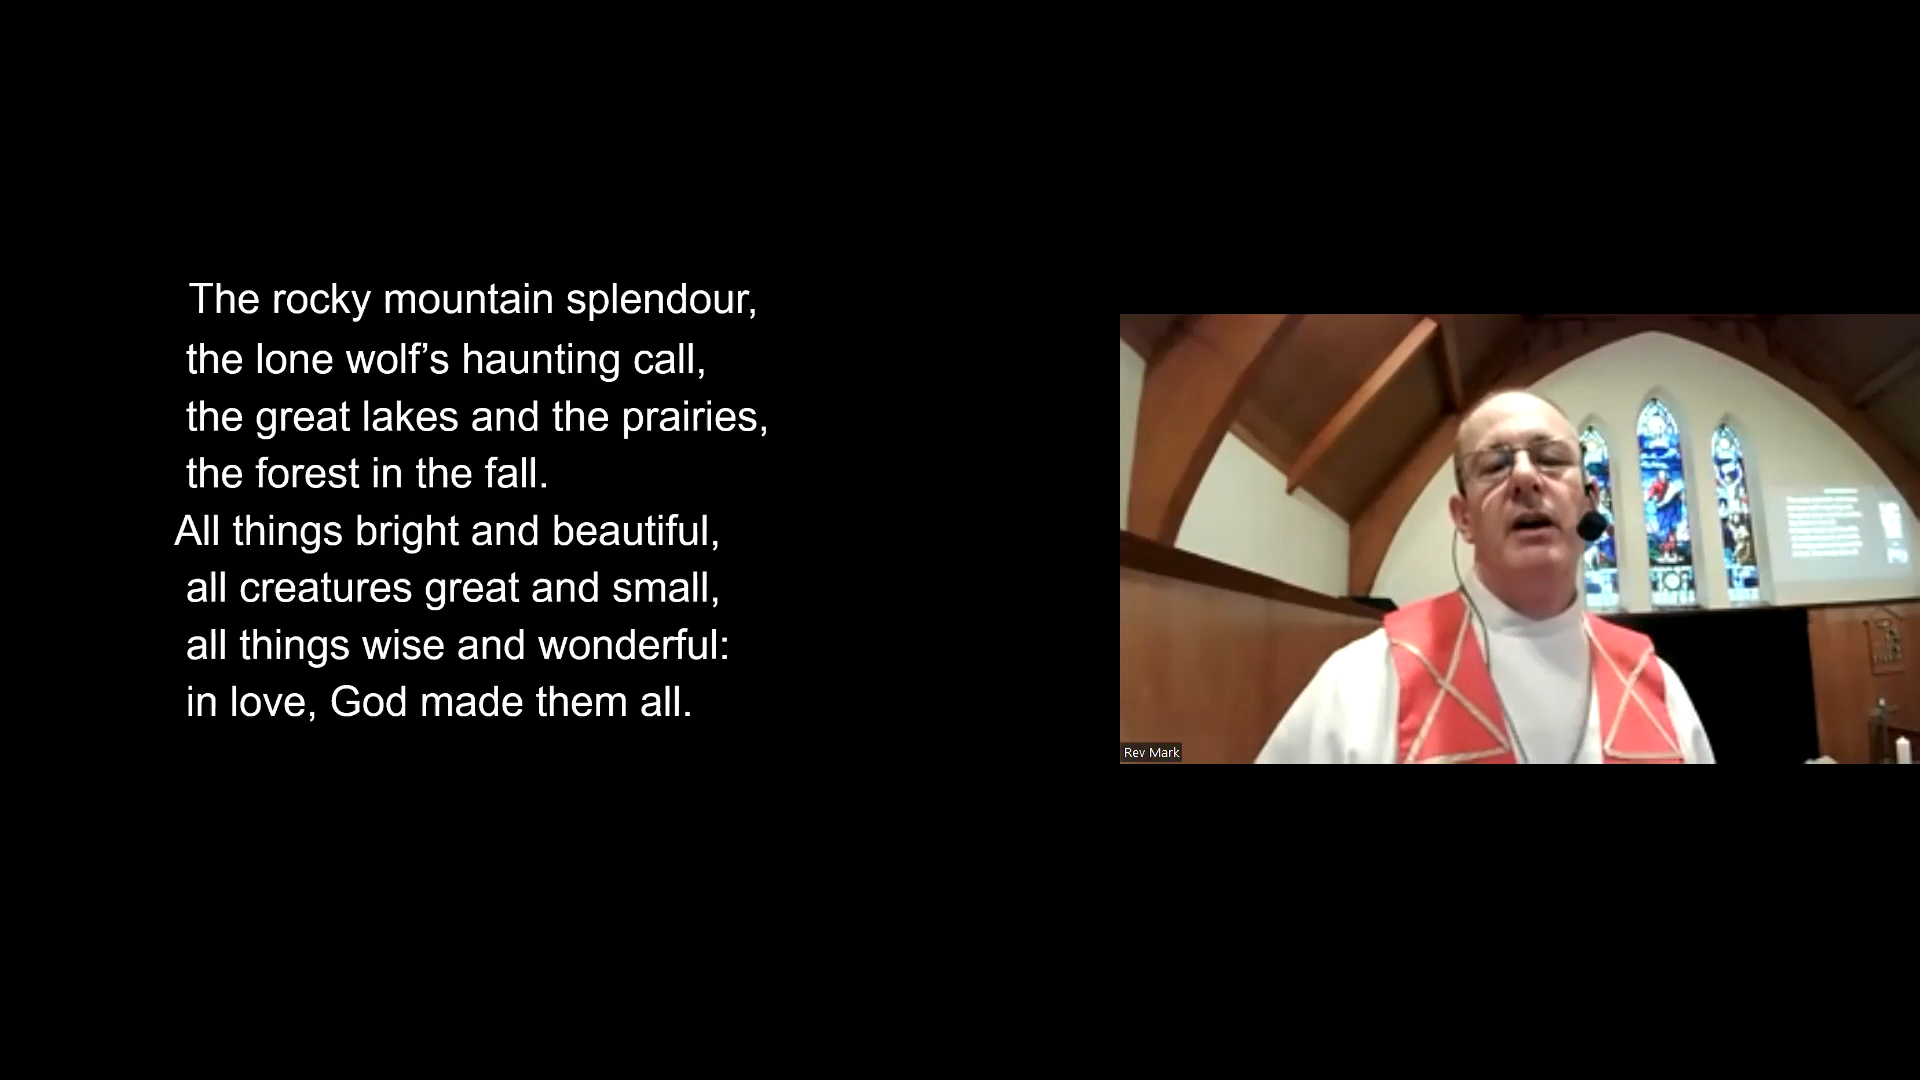 The rocky mountain splendour,
the lone wolf’s haunting call,
the great lakes and the prairies,
the forest in the fall.
All things bright and beautiful,
all creatures great and small,
all things wise and wonderful:
in love, God made them all.
Rev Mark